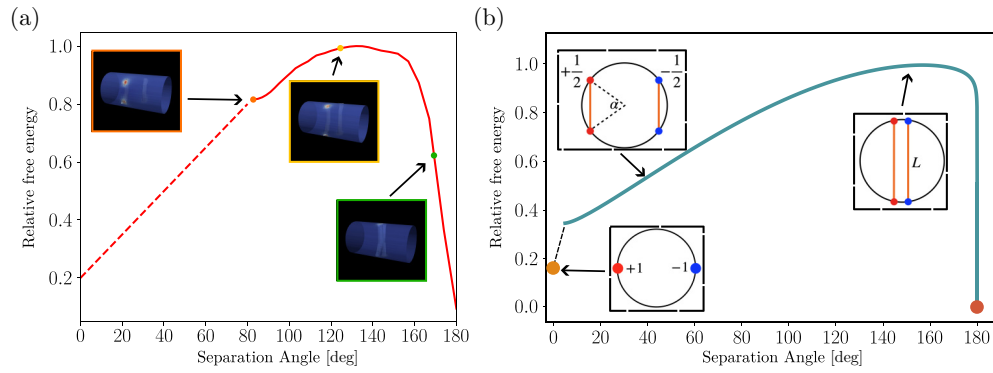 (a)
Relative free energy
1.0
0.8
0.6
0.4
0.2
0 20 40 60 80 100 120 140 160 180
Separation Angle [deg]
(b)
Relative free energy
1.0
0.8
0.6
0.4
0.2
0.0
+1/2 -1/2
α
L
+1 −1
0 20 40 60 80 100 120 140 160 180
Separation Angle [deg]